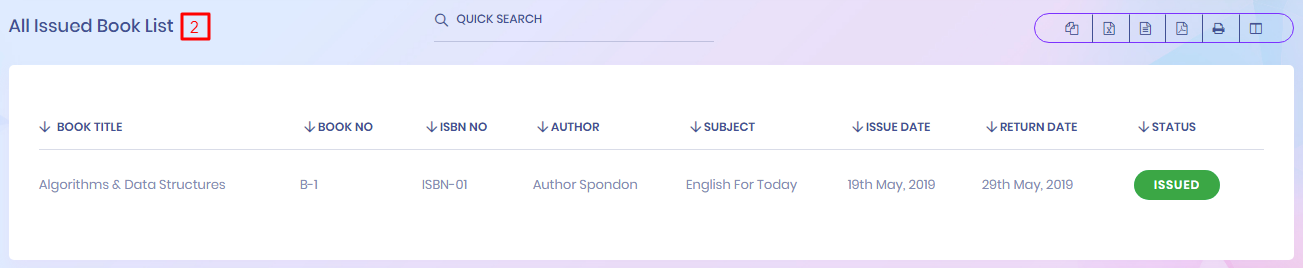 All Issued Book List 2 QUICK SEARCH
BOOK TITLE BOOK NO ISBN NO AUTHOR SUBJECT ISSUE DATE RETURN DATE STATUS
Algorithms & Data Structures B-1 ISBN-01 Author Spondon English For Today 19th May, 2019 29th May, 2019 ISSUED